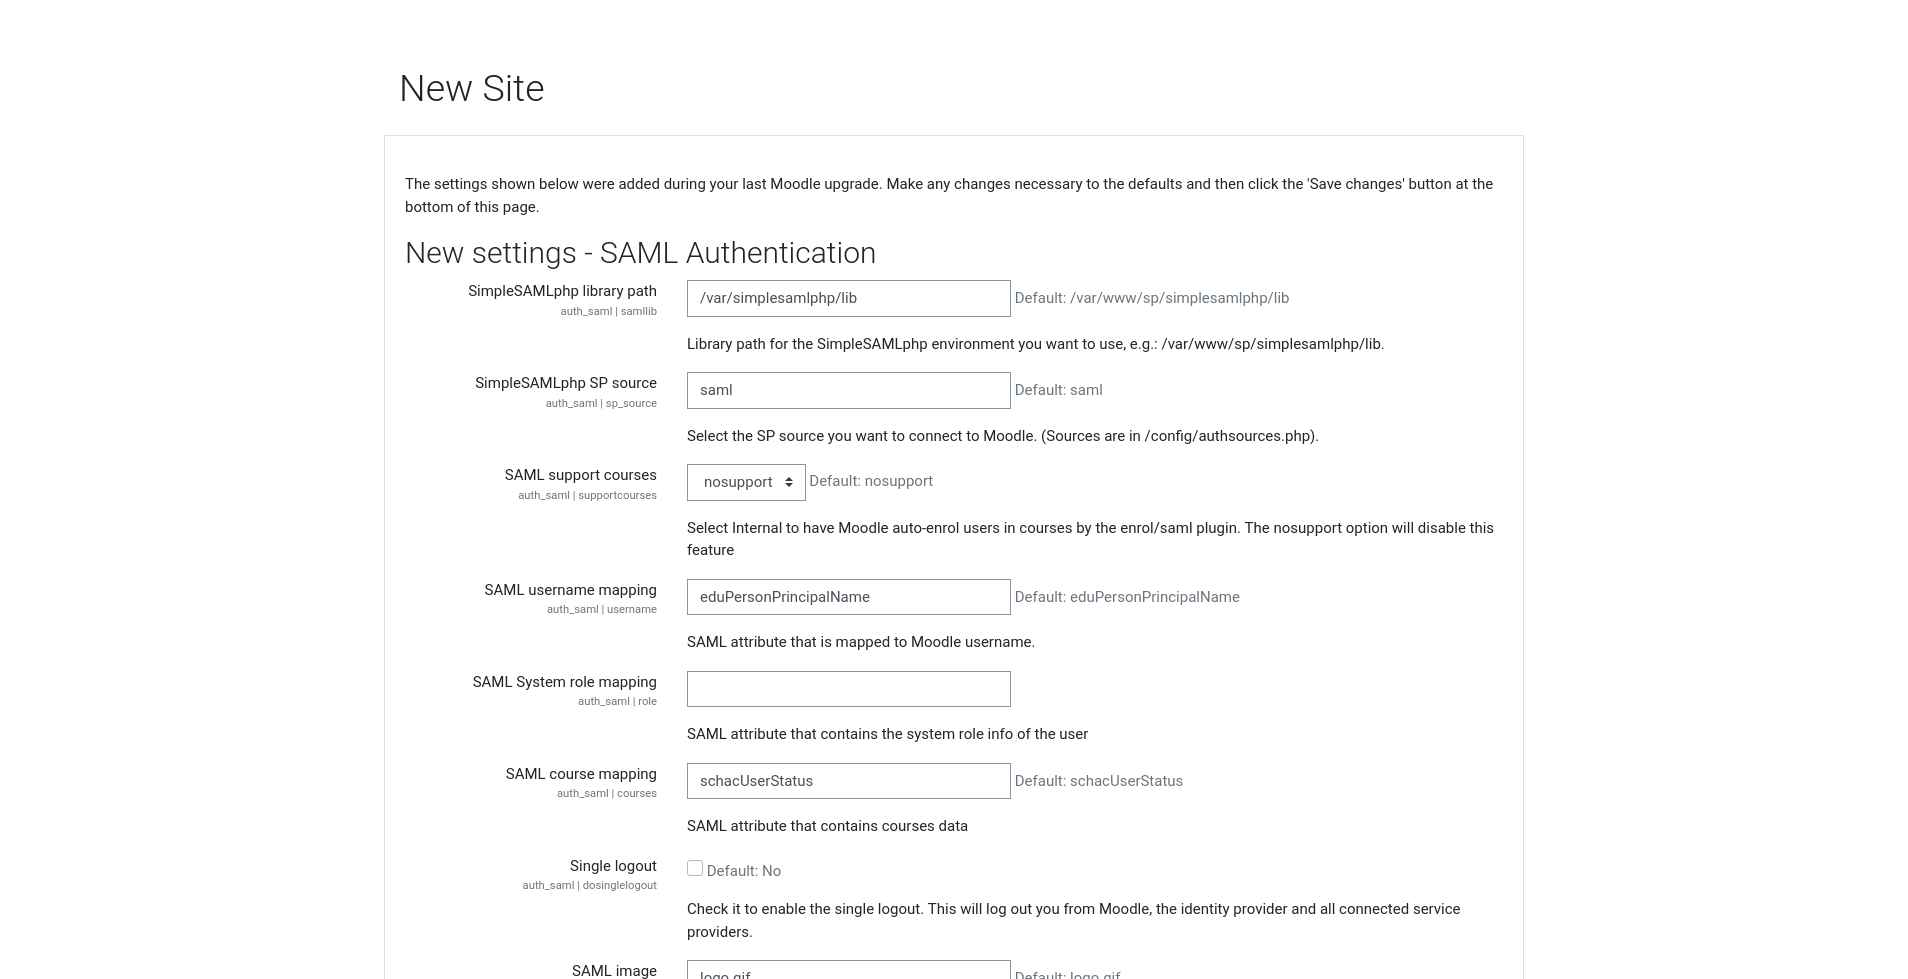 New Site
The settings shown below were added during your last Moodle upgrade. Make any changes necessary to the defaults and then click the 'Save changes' button at the
bottom of this page.
New settings - SAML Authentication
SimpleSAMLphp library path
auth_saml | samllib
/var/simplesamlphp/lib
Default: /var/www/sp/simplesamlphp/lib
Library path for the SimpleSAMLphp environment you want to use, e.g.: /var/www/sp/simplesamlphp/lib.
SimpleSAMLphp SP source
auth_saml | sp_source
saml
Default: saml
Select the SP source you want to connect to Moodle. (Sources are in /config/authsources.php).
SAML support courses
auth_saml | supportcourses
nosupport
Default: nosupport
Select Internal to have Moodle auto-enrol users in courses by the enrol/saml plugin. The nosupport option will disable this
feature
SAML username mapping
auth_saml | username
eduPersonPrincipalName
Default: eduPersonPrincipalName
SAML attribute that is mapped to Moodle username.
SAML System role mapping
auth_saml | role
SAML attribute that contains the system role info of the user
SAML course mapping
auth_saml | courses
schacUserStatus
Default: schacUserStatus
SAML attribute that contains courses data
Single logout
auth_saml | dosinglelogout
Default: No
Check it to enable the single logout. This will log out you from Moodle, the identity provider and all connected service
providers.
SAML image
logo.gif
Default: logo.gif